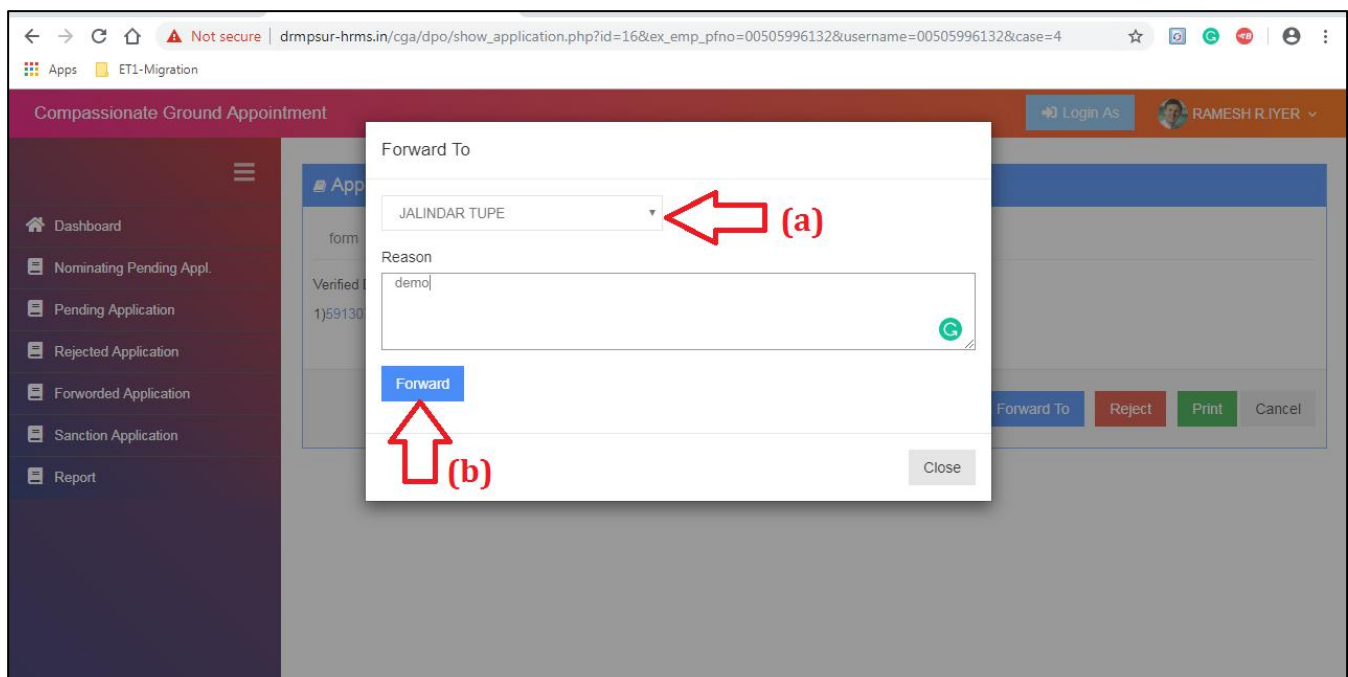 Not secure | drmpsur-hrms.in/cga/dpo/show_application.php?id=16&ex_emp_pfno=00505996132&username=00505996132&case=4
Apps ET1-Migration
Compassionate Ground Appointment
Login As
RAMESH R.IYER
Forward To
App
Dashboard
JALINDAR TUPE
(a)
form
Nominating Pending Appl.
Reason
Verified
demo
Pending Application
1)59130
Rejected Application
Forworded Application
Forward
Forward To Reject Print Cancel
Sanction Application
(b)
Close
Report